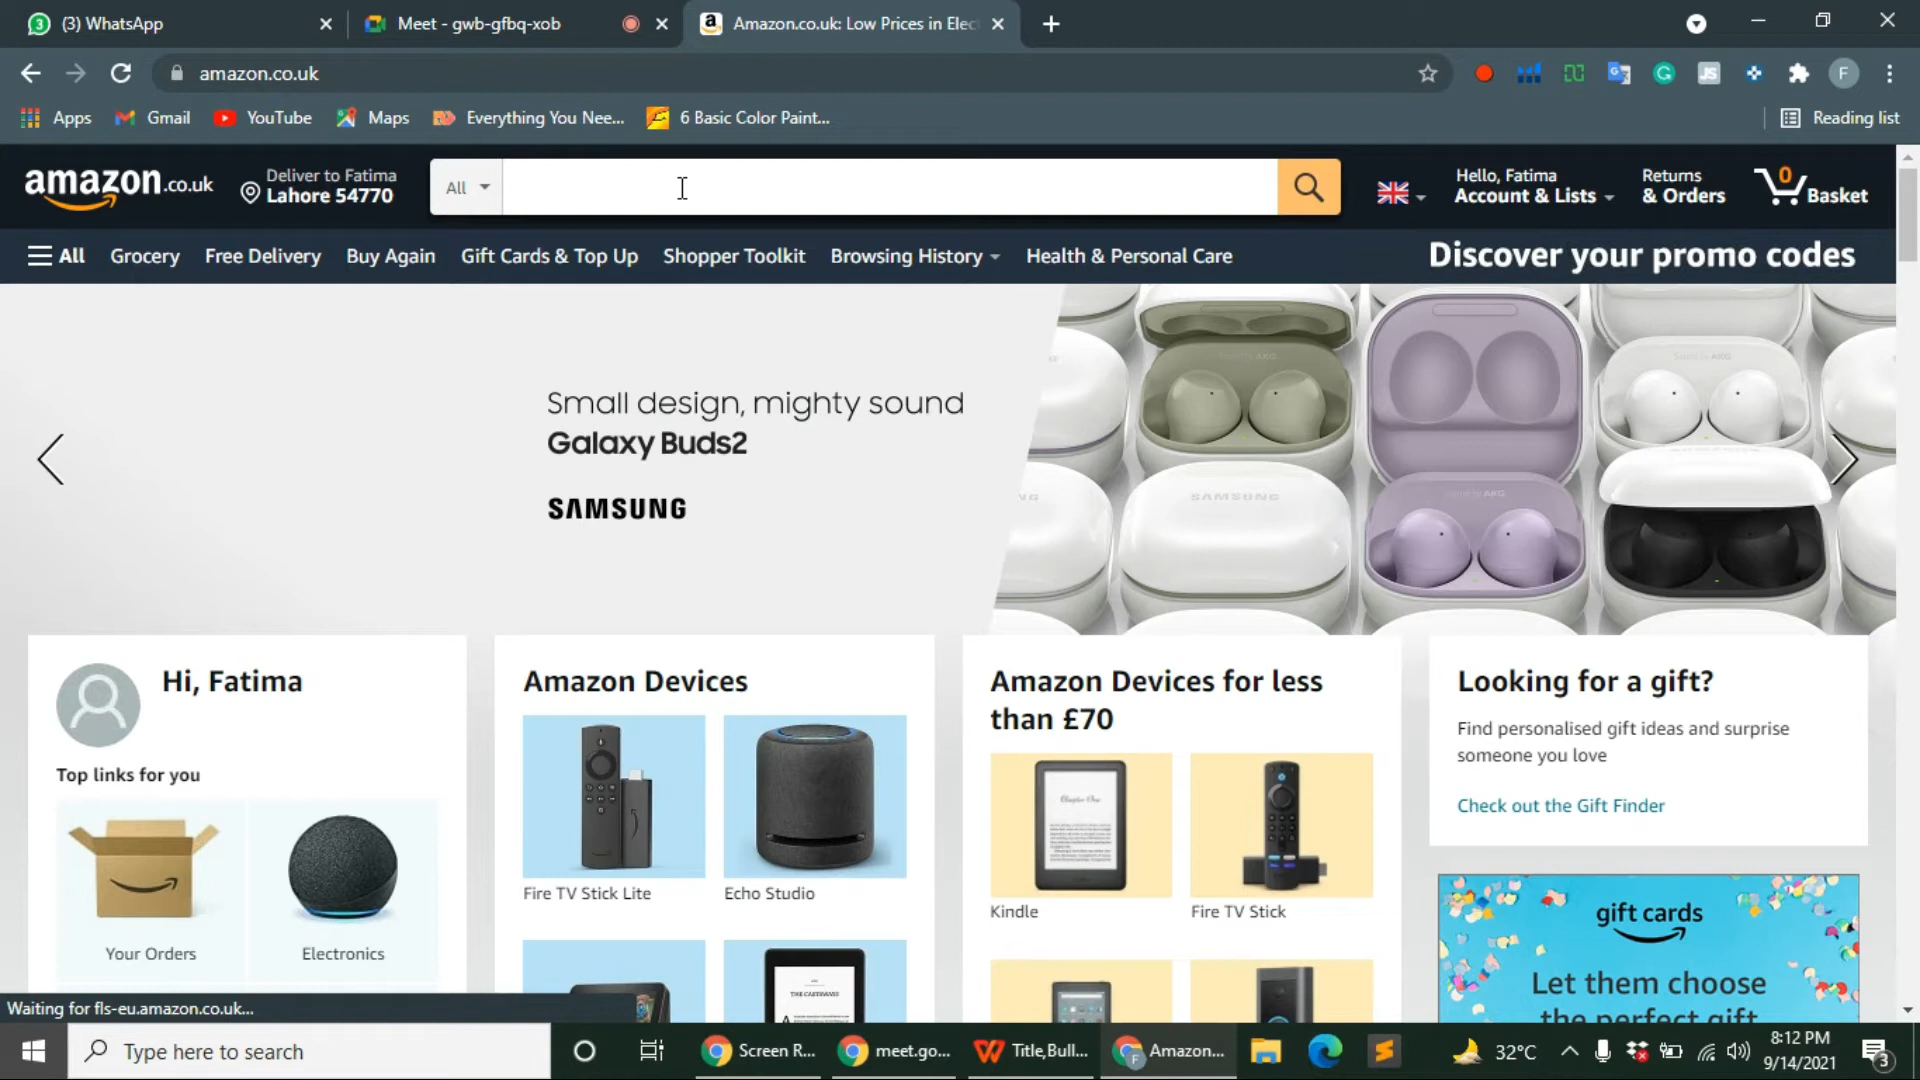 (3) WhatsApp
Meet - gwb-gfbq-xob
Amazon.co.uk: Low Prices in Elec
amazon.co.uk
F
Apps
Gmail
YouTube
Maps
Everything You Nee...
6 Basic Color Paint...
Reading list
amazon.co.uk
Deliver to Fatima
Lahore 54770
All
Hello, Fatima
Account & Lists
Returns
& Orders
0
Basket
All
Grocery
Free Delivery
Buy Again
Gift Cards & Top Up
Shopper Toolkit
Browsing History
Health & Personal Care
Discover your promo codes
Small design, mighty sound
Galaxy Buds2
SAMSUNG
SAMSUNG
Hi, Fatima
Top links for you
Your Orders
Electronics
Amazon Devices
Fire TV Stick Lite
Echo Studio
Amazon Devices for less
than £70
Kindle
Fire TV Stick
Looking for a gift?
Find personalised gift ideas and surprise
someone you love
Check out the Gift Finder
gift cards
Let them choose
the perfect gift
Waiting for fls-eu.amazon.co.uk...
Type here to search
Screen R...
meet.go...
Title,Bull...
Amazon...
32°C
8:12 PM
9/14/2021
3